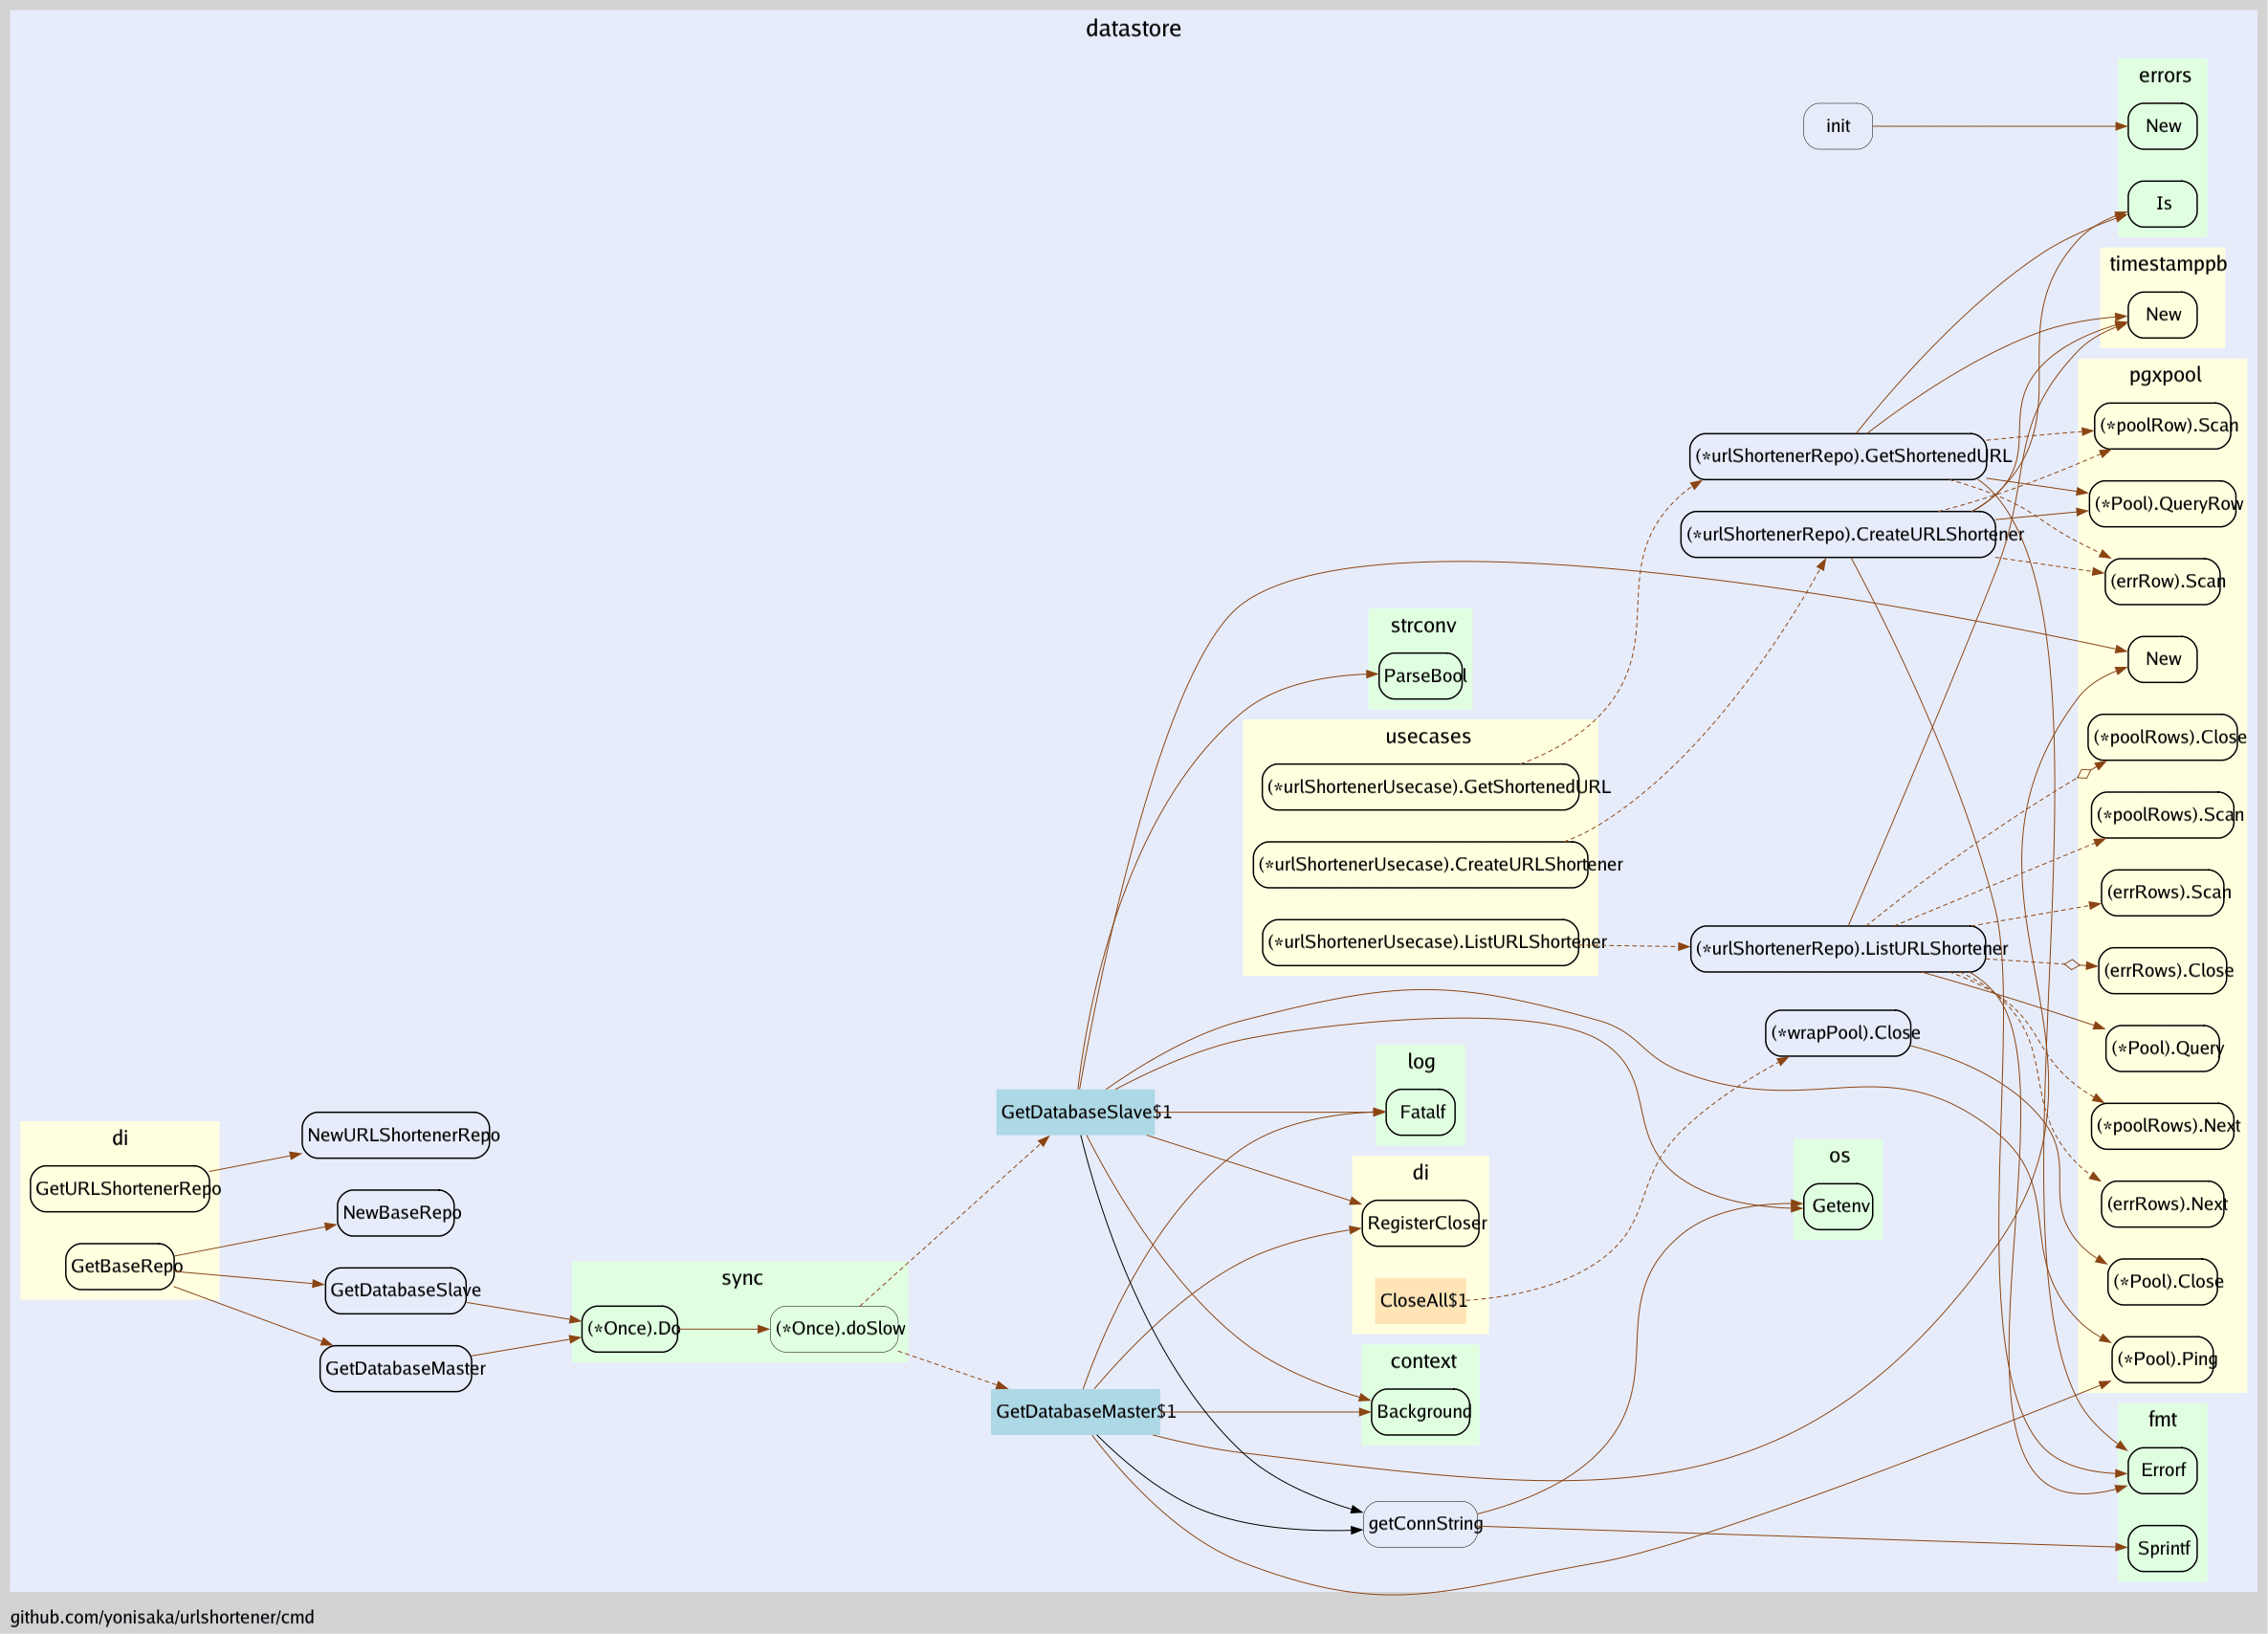 datastore
errors
New
init
Is
timestamppb
New
pgxpool
(*poolRow).Scan
(*urlShortenerRepo).GetShortenedURL
(*Pool).QueryRow
(*urlShortenerRepo).CreateURLShortener
(errRow).Scan
strconv
ParseBool
New
usecases
(*urlShortenerUsecase).GetShortenedURL
(*urlShortenerUsecase).CreateURLShortener
(*urlShortenerUsecase).ListURLShortener
(*poolRows).Close
(*poolRows).Scan
(errRows).Scan
(*urlShortenerRepo).ListURLShortener
(errRows).Close
(*wrapPool).Close
(*Pool).Query
log
Fatalf
GetDatabaseSlave$1
(*poolRows).Next
di
GetURLShortenerRepo
GetBaseRepo
NewURLShortenerRepo
NewBaseRepo
GetDatabaseSlave
GetDatabaseMaster
sync
(*Once).Do
(*Once).doSlow
di
RegisterCloser
CloseAll$1
os
Getenv
(errRows).Next
(*Pool).Close
(*Pool).Ping
context
Background
GetDatabaseMaster$1
getConnString
fmt
Errorf
Sprintf
github.com/yonisaka/urlshortener/cmd